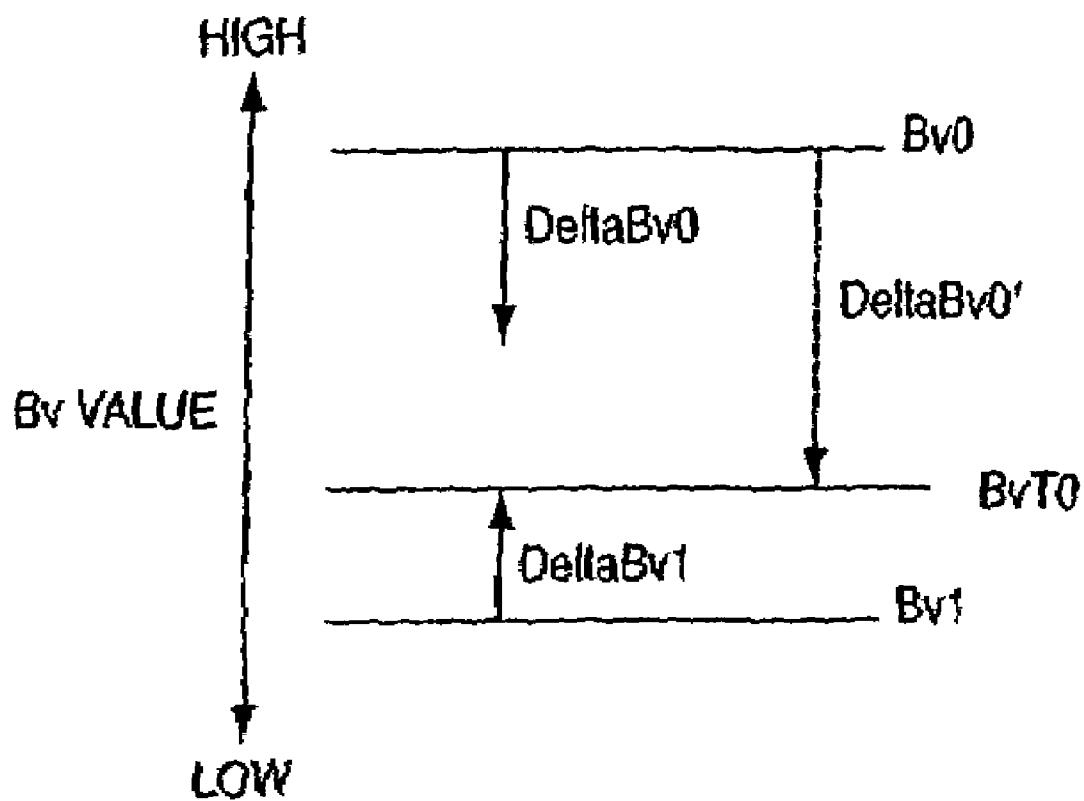 HIGH
Bv0
DeltaBv0
DeltaBv0'
Bv VALUE
BvT0
DeltaBv1
Bv1
LOW